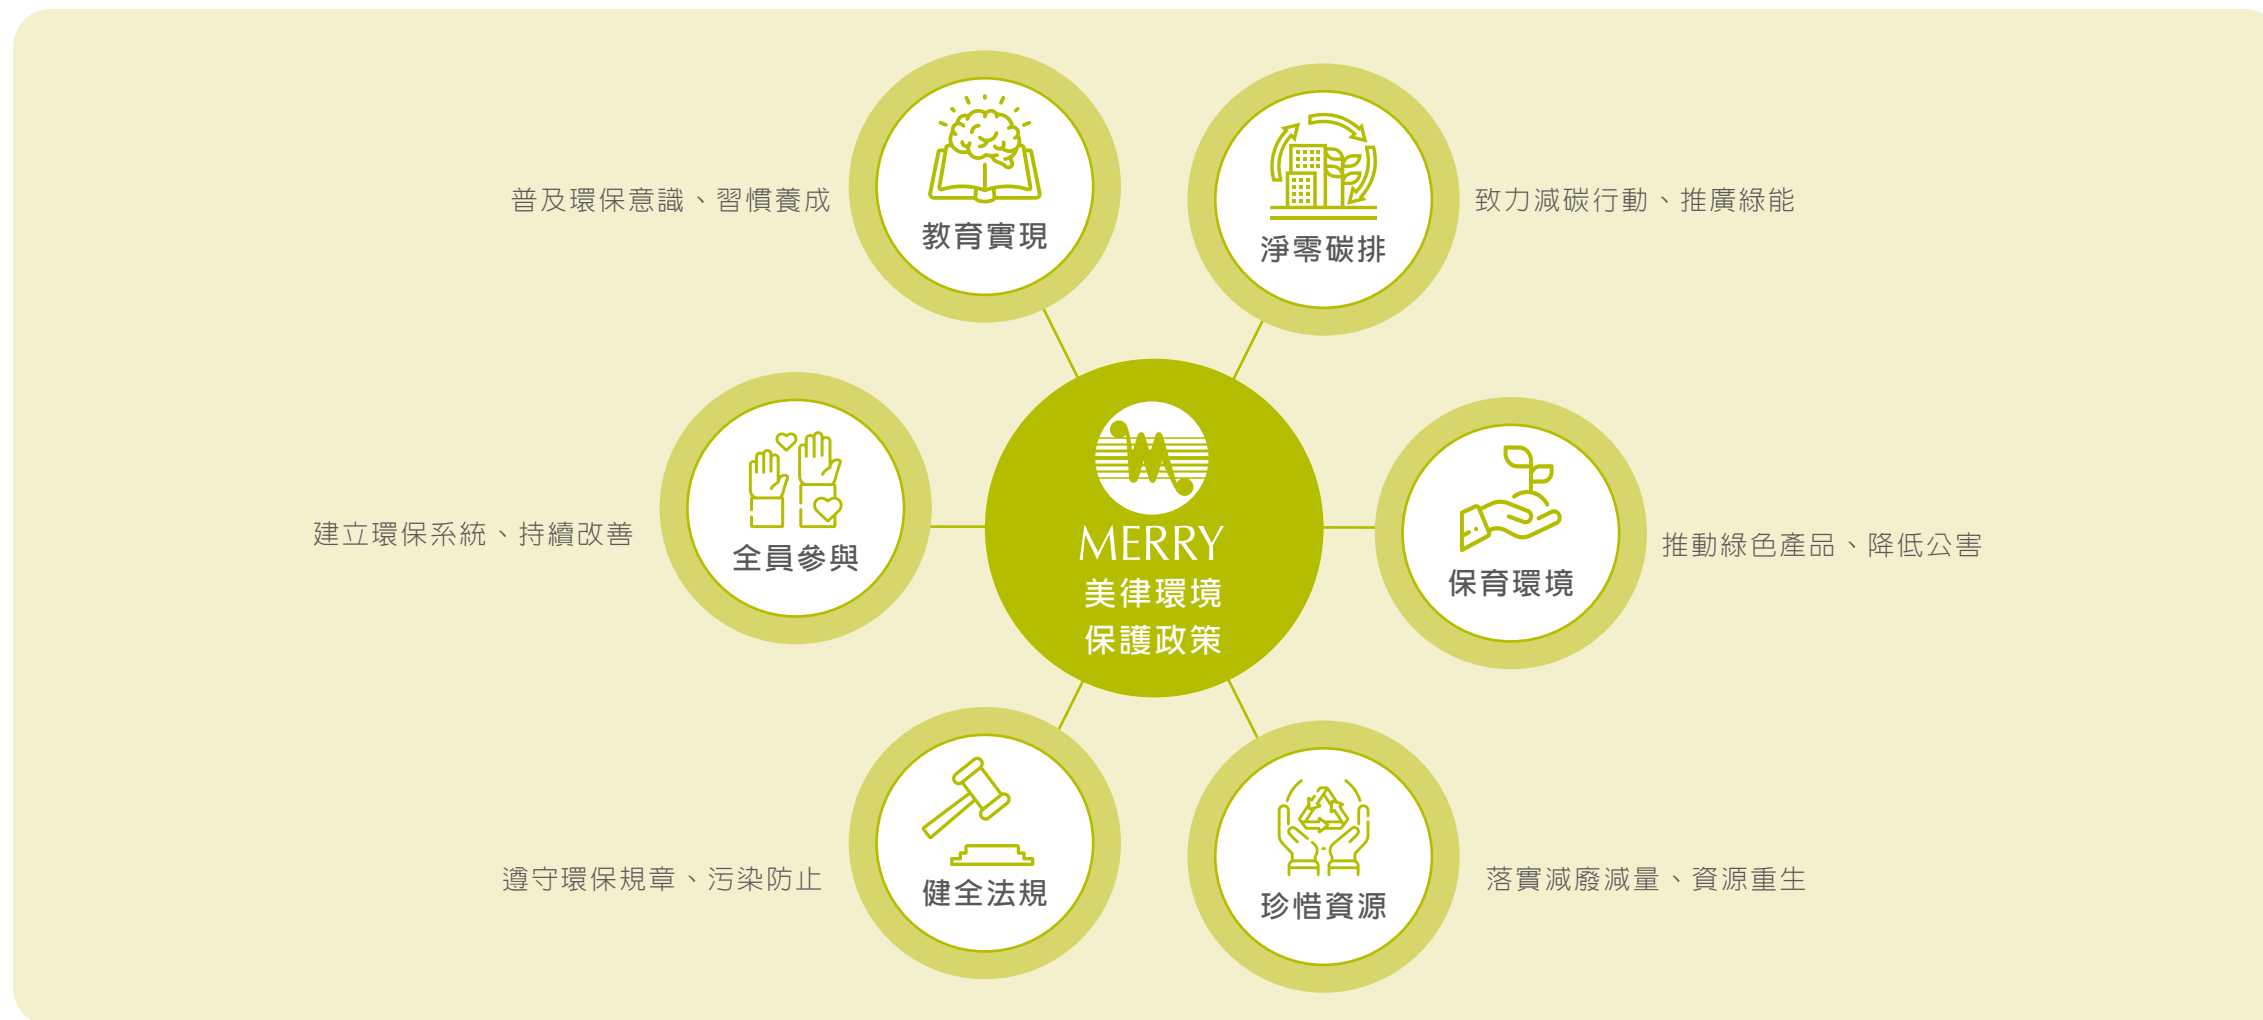 普及環保意識、習慣養成
教育實現
淨零碳排
致力減碳行動、推廣綠能
建立環保系統、持續改善
全員參與
MERRY
美律環境
保護政策
保育環境
推動綠色產品、降低公害
遵守環保規章、污染防止
健全法規
珍惜資源
落實減廢減量、資源重生